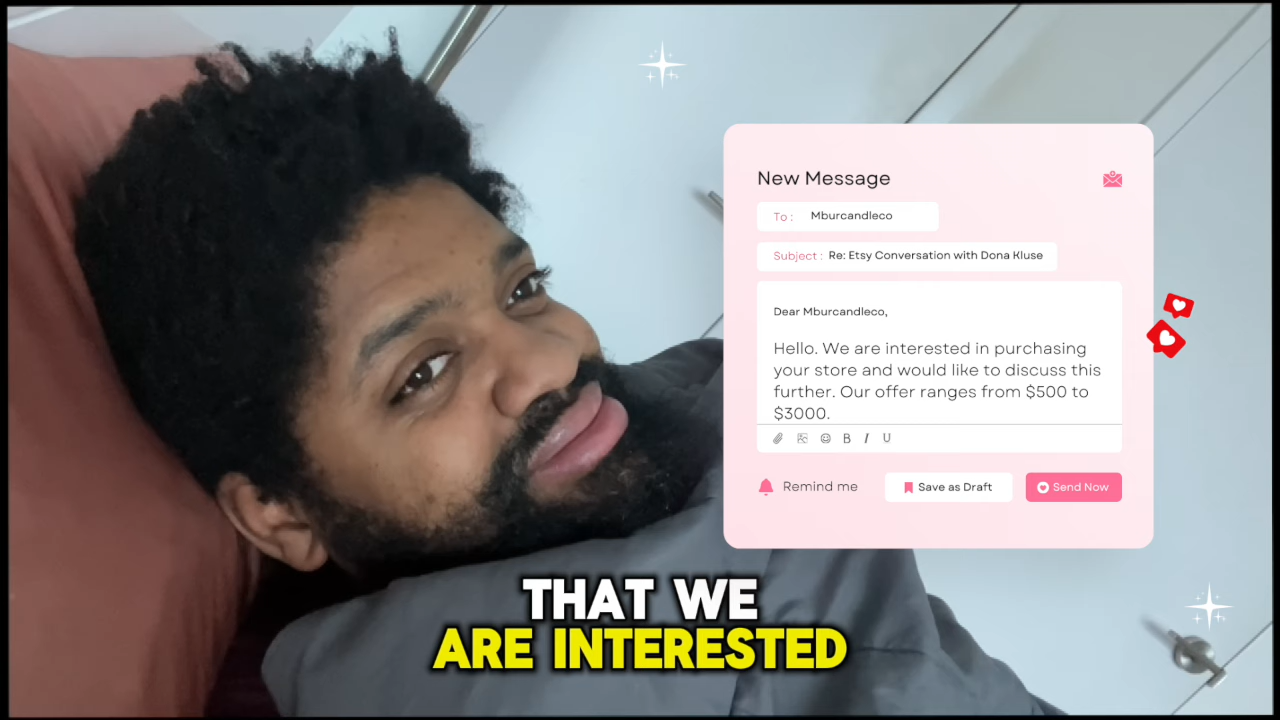 New Message
To : Mburcandleco
Subject : Re: Etsy Conversation with Dona Kluse
Dear Mburcandleco,
Hello. We are interested in purchasing
your store and would like to discuss this
further. Our offer ranges from $500 to
$3000.
B I U
Remind me
Save as Draft
Send Now
THAT WE
ARE INTERESTED